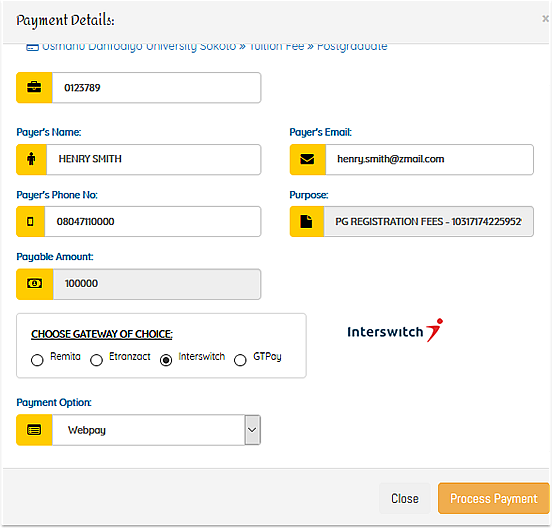 Payment Details:
×
Usmanu Danfodiyo University Sokoto » Tuition Fee » Postgraduate
0123789
Payer's Name:
Payer's Email:
HENRY SMITH
henry.smith@zmail.com
Payer's Phone No:
Purpose:
08047110000
PG REGISTRATION FEES - 10317174225952
Payable Amount:
100000
CHOOSE GATEWAY OF CHOICE:
Interswitch
Remita Etranzact Interswitch GTPay
Payment Option:
Webpay
Close Process Payment